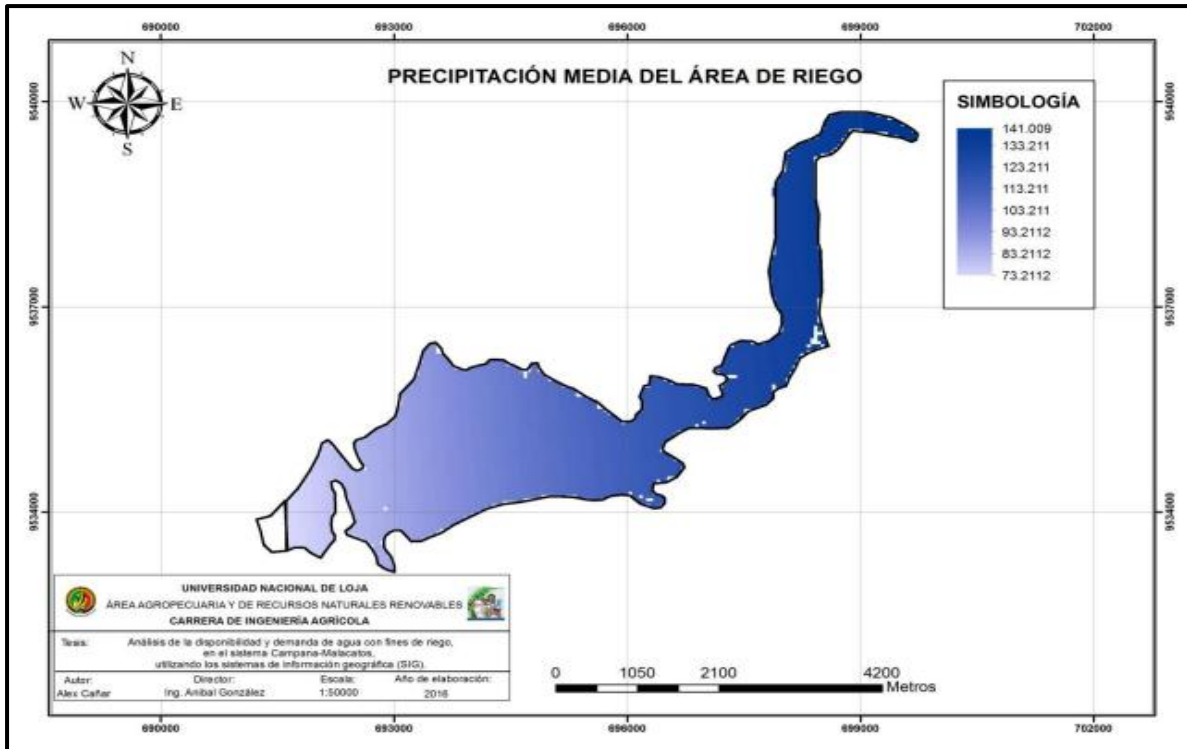 690000 693000 696000 699000 702000
PRECIPITACIÓN MEDIA DEL ÁREA DE RIEGO
N
W E
S
9540000 9540000
SIMBOLOGÍA
141.009
133.211
123.211
113.211
103.211
93.2112
83.2112
73.2112
9537000 9537000
9534000 9534000
UNIVERSIDAD NACIONAL DE LOJA
ÁREA AGROPECUARIA Y DE RECURSOS NATURALES RENOVABLES
CARRERA DE INGENIERÍA AGRÍCOLA
Tesis: Análisis de la disponibilidad y demanda de agua con fines de riego,
en el sistema Campana-Malacatos,
utilizando los sistemas de información geográfica (SIG).
Autor: Director: Escala: Año de elaboración:
Alex Cañar Ing. Anibal González 1:50000 2016
0 1050 2100 4200
Metros
690000 693000 696000 699000 702000